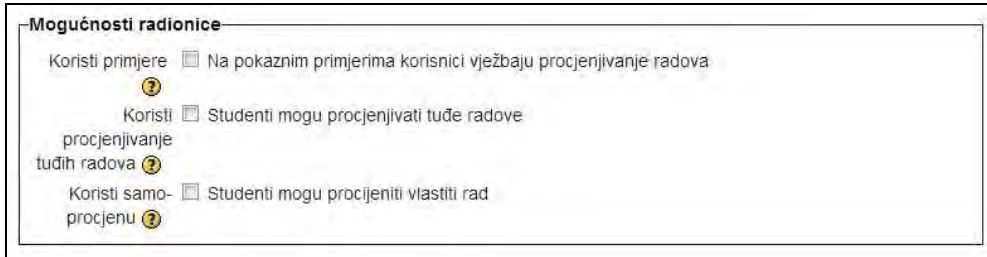 Mogućnosti radionice
Koristi primjere Na pokaznim primjerima korisnici vježbaju procjenjivanje radova
?
Koristi Studenti mogu procjenjivati tuđe radove
procjenjivanje
tuđih radova ?
Koristi samo- Studenti mogu procijeniti vlastiti rad
procjenu ?